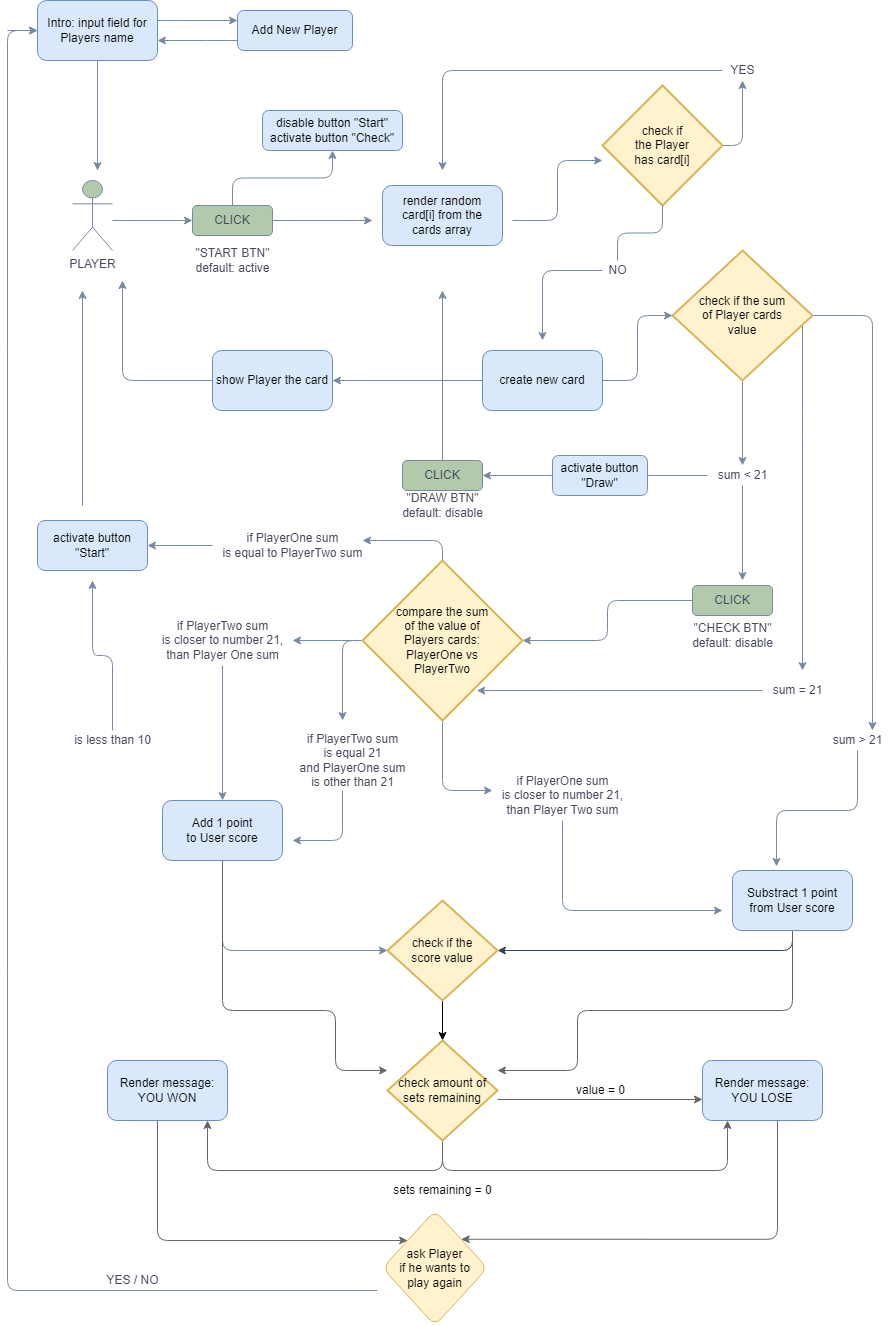 Intro: input field for
Players name
Add New Player
YES
disable button "Start"
activate button "Check"
check if
the Player
has card[i]
render random
card[i] from the
cards array
CLICK
"START BTN"
default: active
PLAYER
NO
check if the sum
of Player cards
value
show Player the card
create new card
activate button
"Draw"
sum < 21
CLICK
"DRAW BTN"
default: disable
activate button
"Start"
if PlayerOne sum
is equal to PlayerTwo sum
compare the sum
of the value of
Players cards:
PlayerOne vs
PlayerTwo
CLICK
"CHECK BTN"
default: disable
if PlayerTwo sum
is closer to number 21,
than Player One sum
sum = 21
is less than 10
if PlayerTwo sum
is equal 21
and PlayerOne sum
is other than 21
sum > 21
if PlayerOne sum
is closer to number 21,
than Player Two sum
Add 1 point
to User score
Substract 1 point
from User score
check if the
score value
Render message:
YOU WON
check amount of
sets remaining
value = 0
Render message:
YOU LOSE
sets remaining = 0
ask Player
if he wants to
play again
YES / NO